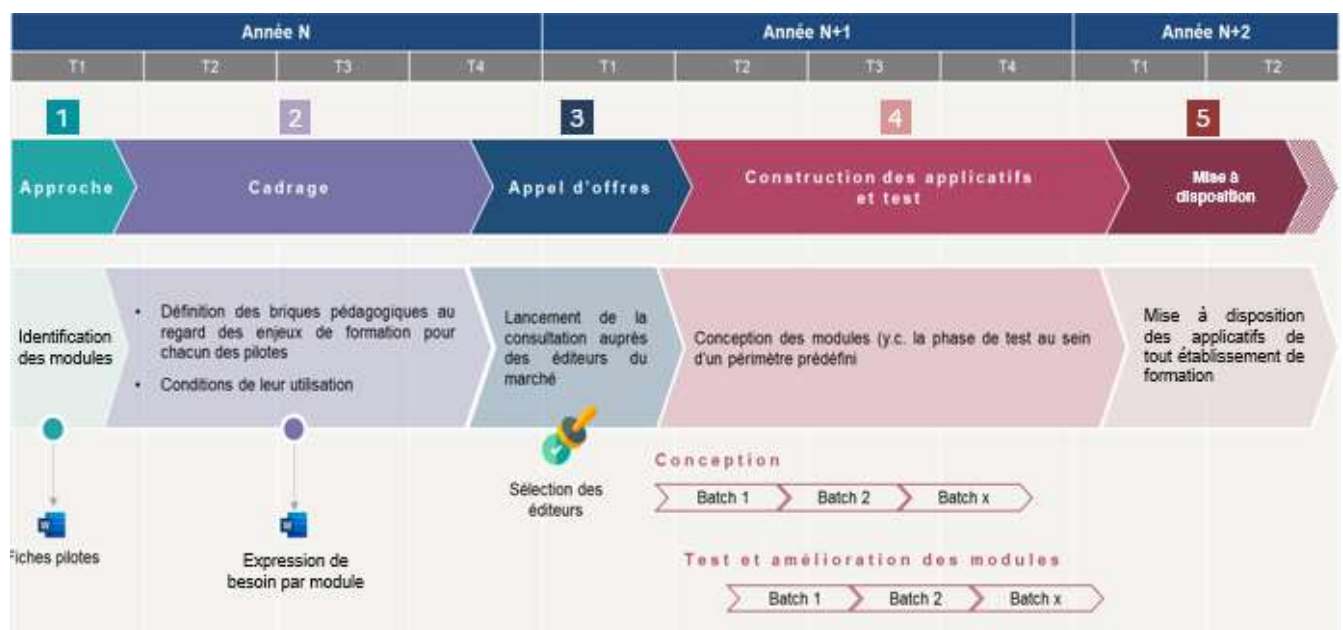 Année N
Année N+1
Année N+2
T1
T2
T3
T4
T1
T2
T3
T4
T1
T2
1
2
3
4
5
Approche
Cadrage
Appel d'offres
Construction des applicatifs
et test
Mise à
disposition
Identification
des modules
• Définition des briques pédagogiques au
regard des enjeux de formation pour
chacun des pilotes
• Conditions de leur utilisation
Lancement de la
consultation auprès
des éditeurs du
marché
Conception des modules (y.c. la phase de test au sein
d'un périmètre prédéfini
Mise à disposition
des applicatifs de
tout établissement de
formation
Sélection des
éditeurs
Conception
Batch 1
Batch 2
Batch x
Fiches pilotes
Expression de
besoin par module
Test et amélioration des modules
Batch 1
Batch 2
Batch x